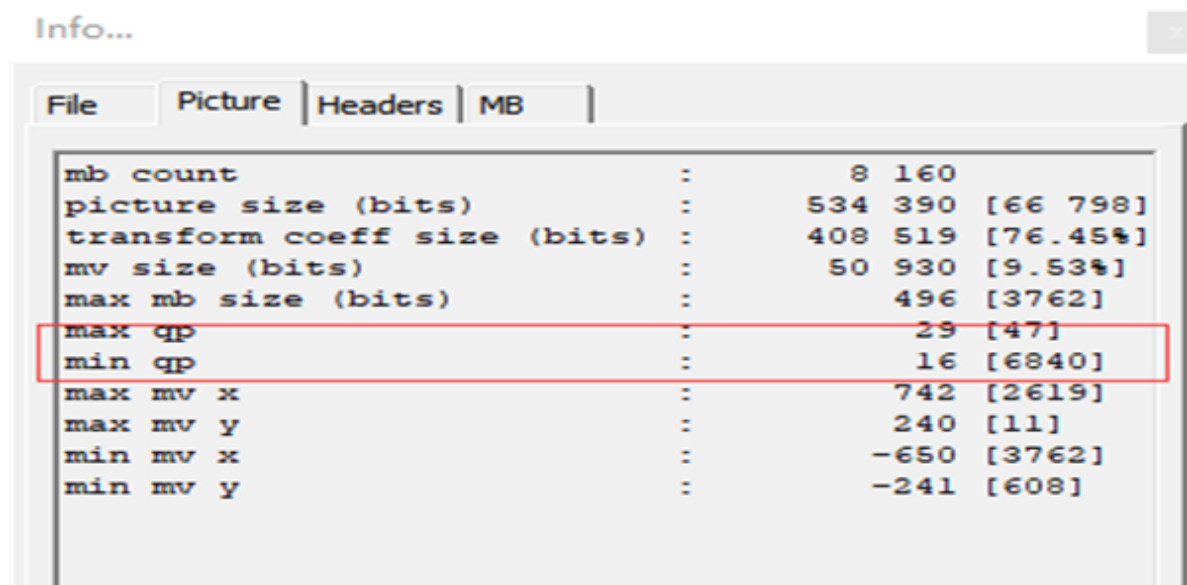 Info...
File Picture Headers MB
mb count : 8 160
picture size (bits) : 534 390 [66 798]
transform coeff size (bits) : 408 519 [76.45%]
mv size (bits) : 50 930 [9.53%]
max mb size (bits) : 496 [3762]
max qp : 29 [47]
min qp : 16 [6840]
max mv x : 742 [2619]
max mv y : 240 [11]
min mv x : -650 [3762]
min mv y : -241 [608]